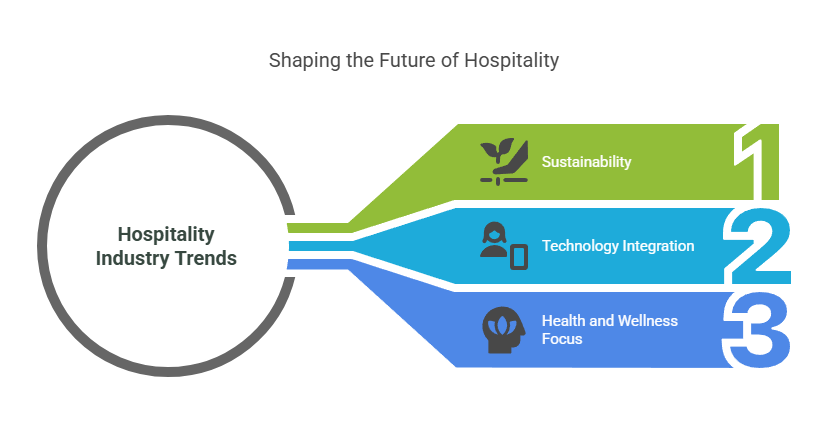 Shaping the Future of Hospitality
Hospitality
Industry Trends
Sustainability
1
Technology Integration
2
Health and Wellness
Focus
3